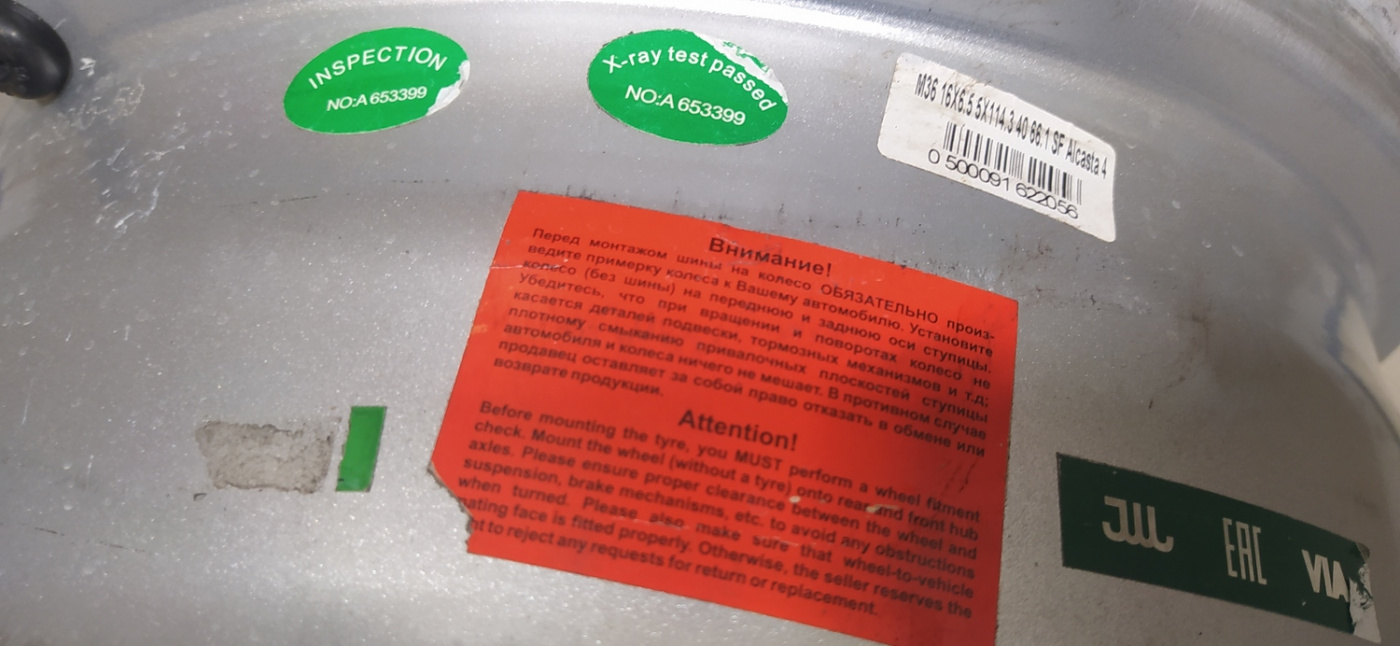 INSPECTION
NO:A 653399
X-ray test passed
NO:A 653399
M36 16X6.5 5X114.3 40 66.1 SF Alcasta 4
0 500091 622056
Внимание!
Перед монтажом шины на колесо ОБЯЗАТЕЛЬНО произ-
ведите примерку колеса к Вашему автомобилю. Установите
колесо (без шины) на переднюю и заднюю оси ступицы.
Убедитесь, что при вращении и поворотах колесо не
касается деталей подвески, тормозных механизмов и т.д;
плотному смыканию привалочных плоскостей ступицы
автомобиля и колеса ничего не мешает. В противном случае
продавец оставляет за собой право отказать в обмене или
возврате продукции.
Attention!
Before mounting the tyre, you MUST perform a wheel fitment
check. Mount the wheel (without a tyre) onto rear and front hub
axles. Please ensure proper clearance between the wheel and
suspension, brake mechanisms, etc. to avoid any obstructions
when turned. Please also make sure that wheel-to-vehicle
ating face is fitted properly. Otherwise, the seller reserves the
ht to reject any requests for return or replacement.
JWL
EAC
VIA